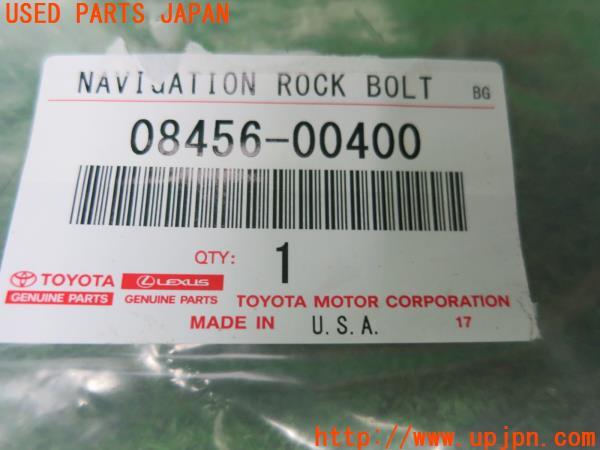 USED PARTS JAPAN
NAVIGATION ROCK BOLT BG
08456-00400
QTY: 1
TOYOTA LEXUS
GENUINE PARTS GENUINE PARTS TOYOTA MOTOR CORPORATION
MADE IN U.S.A. 17
http://www.upjpn.com